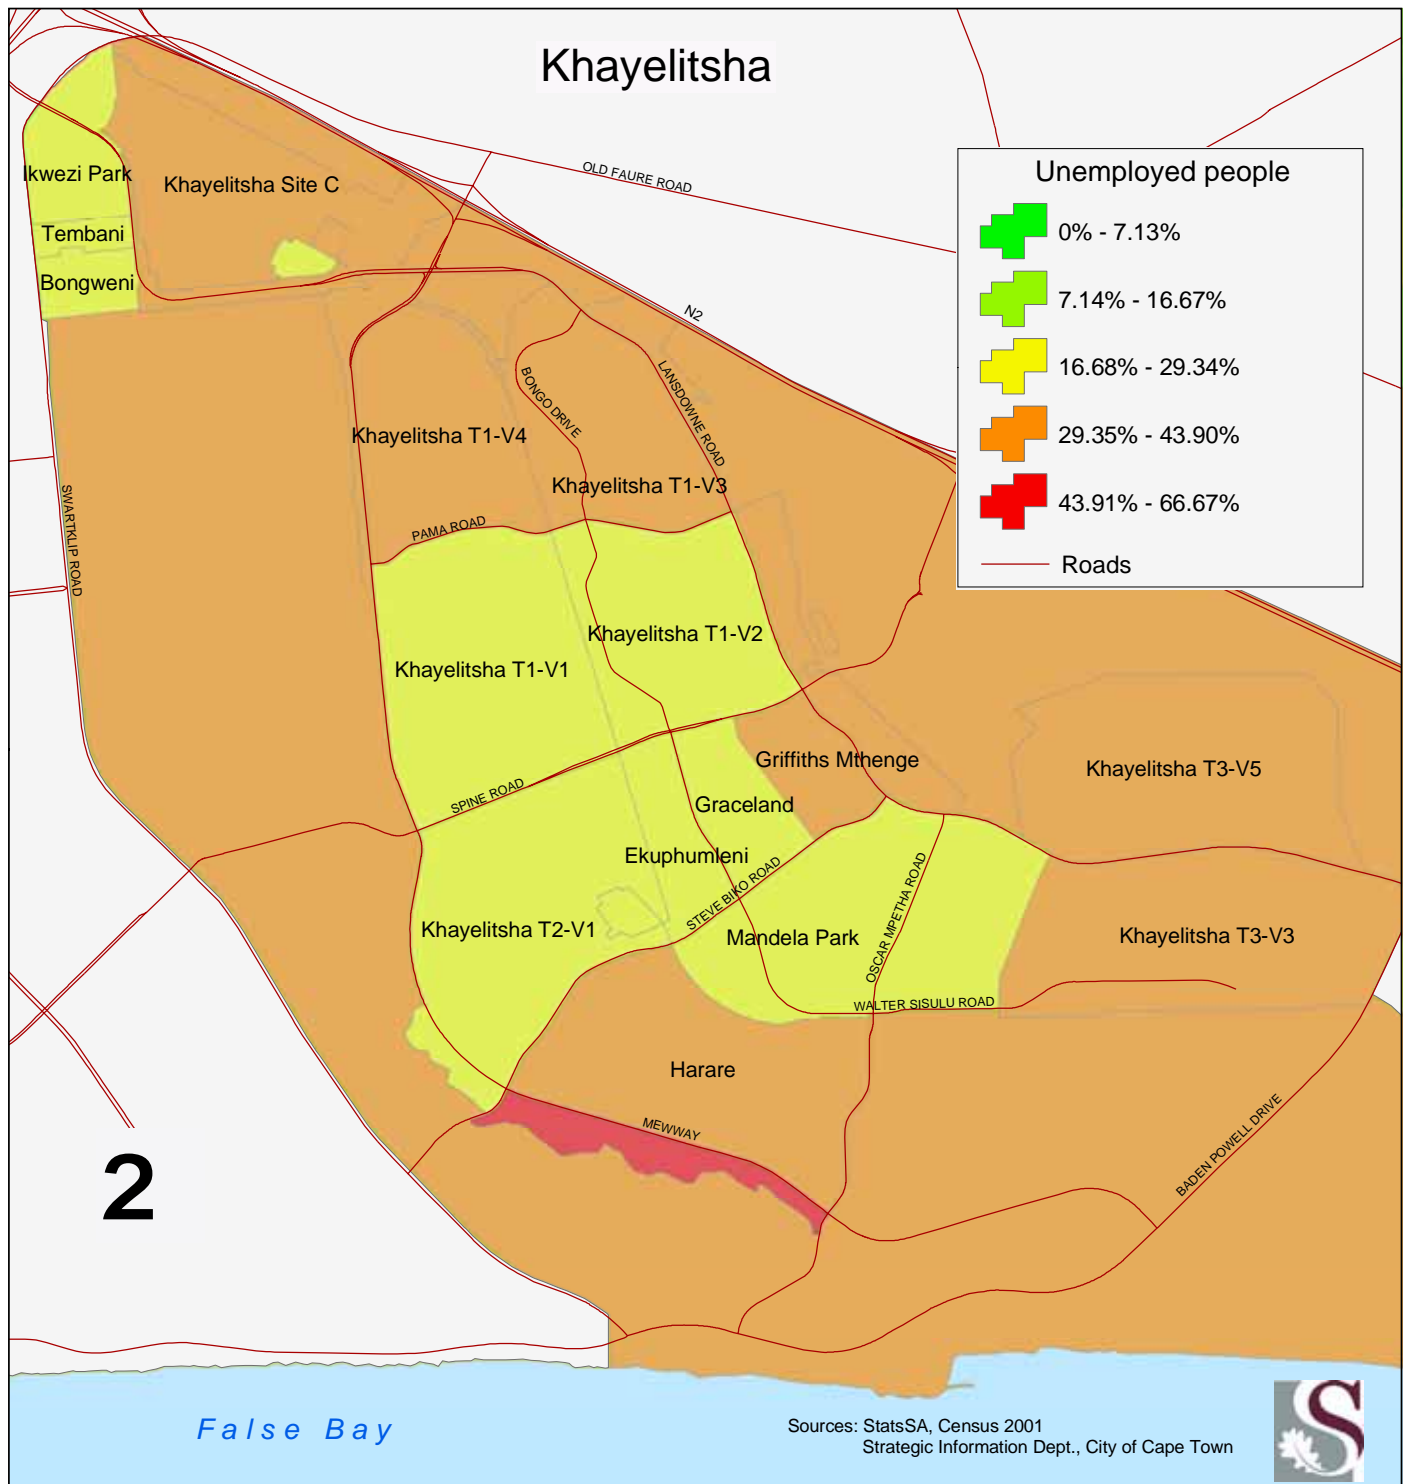 Khayelitsha
OLD FAURE ROAD
Unemployed people
0% - 7.13%
7.14% - 16.67%
16.68% - 29.34%
29.35% - 43.90%
43.91% - 66.67%
Roads
Ikwezi Park
Khayelitsha Site C
Tembani
Bongweni
N2
LANSDOWNE ROAD
BONGO DRIVE
Khayelitsha T1-V4
Khayelitsha T1-V3
SWARTKLIP ROAD
PAMA ROAD
Khayelitsha T1-V2
Khayelitsha T1-V1
Griffiths Mthenge
Khayelitsha T3-V5
SPINE ROAD
Graceland
Ekuphumleni
STEVE BIKO ROAD
OSCAR MPETHA ROAD
Khayelitsha T2-V1
Mandela Park
Khayelitsha T3-V3
WALTER SISULU ROAD
Harare
MEWWAY
BADEN POWELL DRIVE
2
False Bay
Sources: StatsSA, Census 2001
Strategic Information Dept., City of Cape Town
S